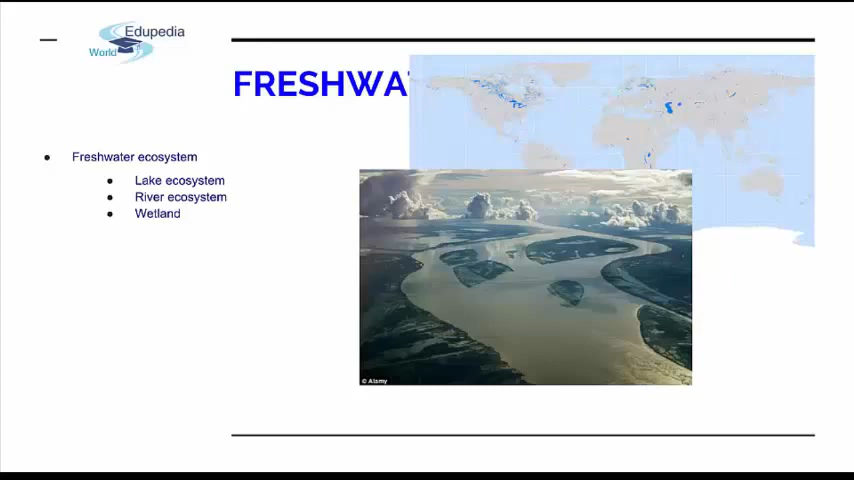 Edupedia
World
FRESHWA
Freshwater ecosystem
Lake ecosystem
River ecosystem
Wetland
© Alamy